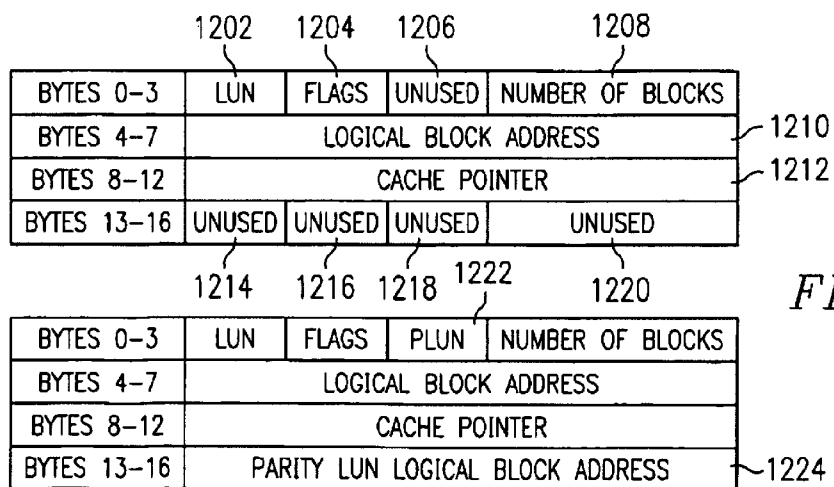 1202 1204 1206 1208
BYTES 0-3 LUN FLAGS UNUSED NUMBER OF BLOCKS
BYTES 4-7 LOGICAL BLOCK ADDRESS 1210
BYTES 8-12 CACHE POINTER 1212
BYTES 13-16 UNUSED UNUSED UNUSED UNUSED
1214 1216 1218 1222 1220
BYTES 0-3 LUN FLAGS PLUN NUMBER OF BLOCKS
BYTES 4-7 LOGICAL BLOCK ADDRESS
BYTES 8-12 CACHE POINTER
BYTES 13-16 PARITY LUN LOGICAL BLOCK ADDRESS 1224